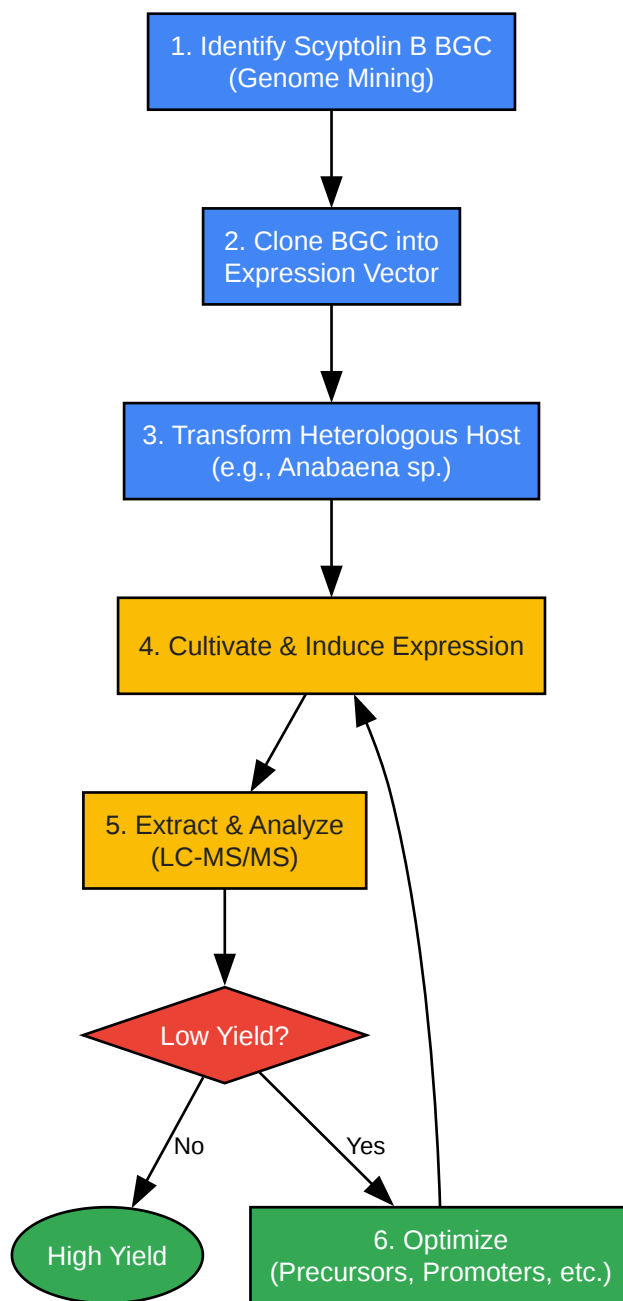 1. Identify Scyptolin B BGC
(Genome Mining)
2. Clone BGC into
Expression Vector
3. Transform Heterologous Host
(e.g., Anabaena sp.)
4. Cultivate & Induce Expression
5. Extract & Analyze
(LC-MS/MS)
Low Yield?
No
Yes
High Yield
6. Optimize
(Precursors, Promoters, etc.)